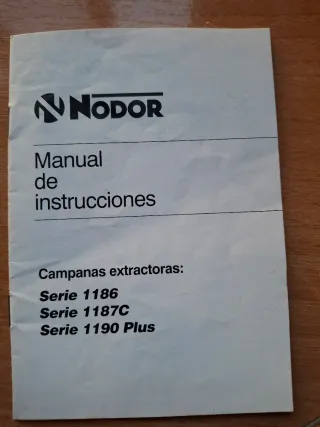 NODOR
Manual
de
instrucciones
Campanas extractoras:
Serie 1186
Serie 1187C
Serie 1190 Plus